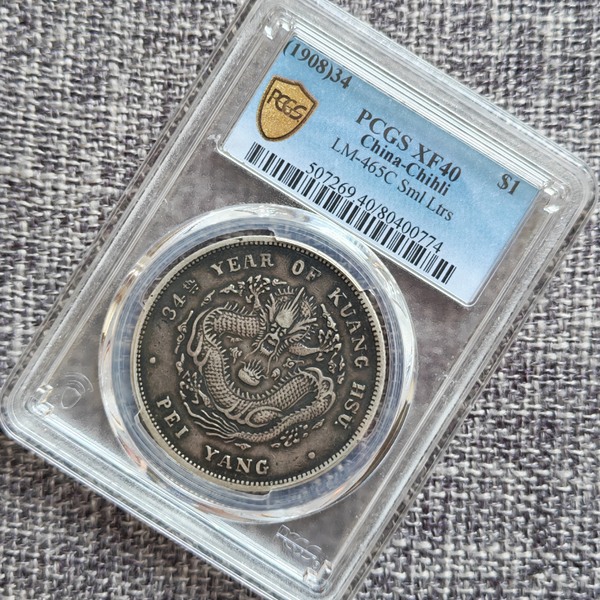 (1908)34
PCGS XF40
China-Chihli
$1
LM-465C Sml Ltrs
507269.40/80400774
PCGS
34th YEAR OF KUANG HSU
PEI YANG
PCGS